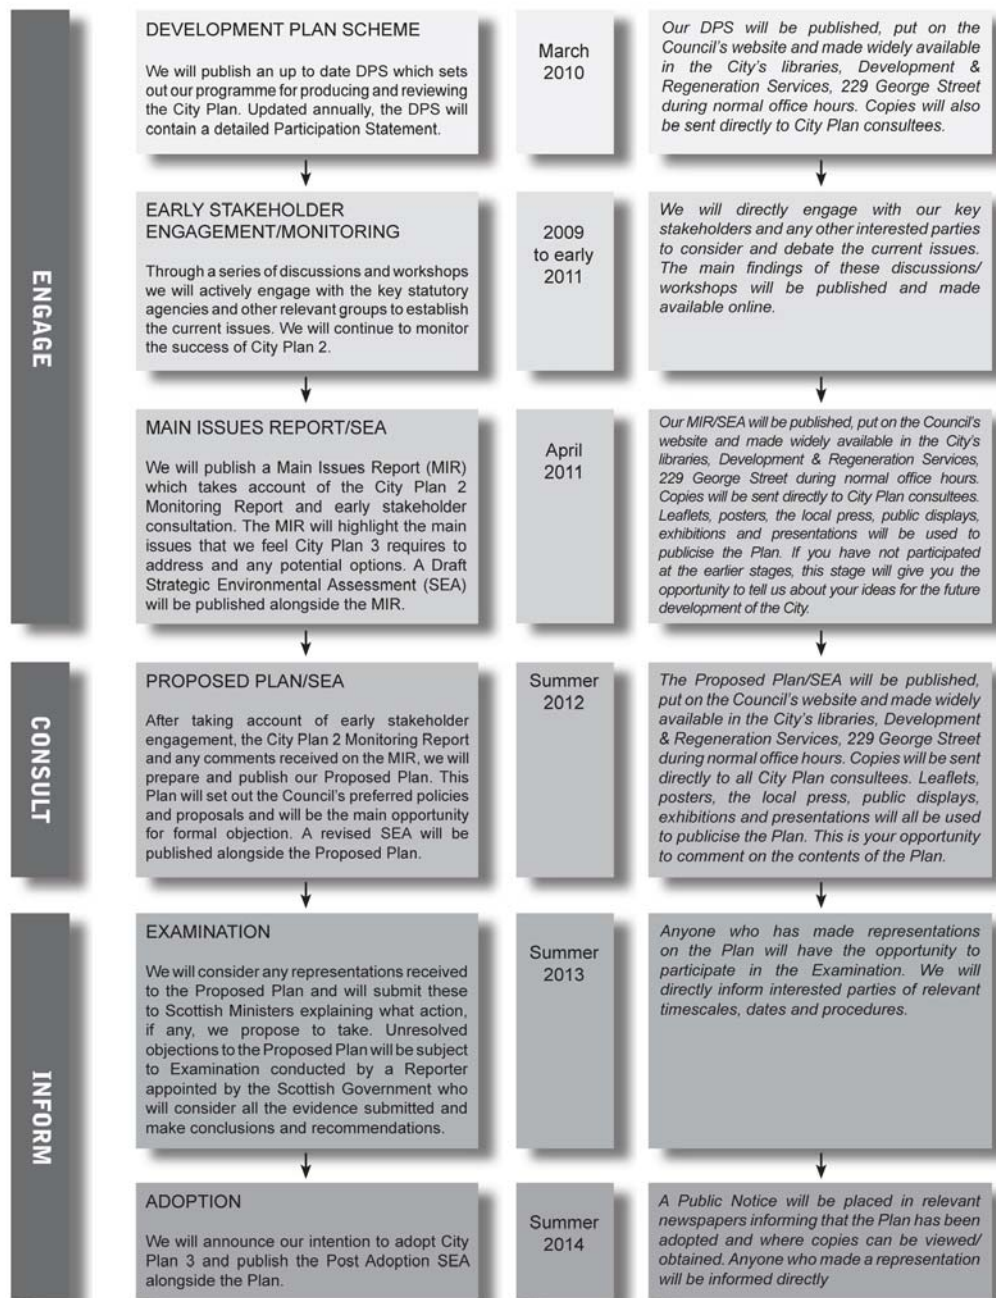 ENGAGE
DEVELOPMENT PLAN SCHEME
We will publish an up to date DPS which sets
out our programme for producing and reviewing
the City Plan. Updated annually, the DPS will
contain a detailed Participation Statement.
March
2010
Our DPS will be published, put on the
Council's website and made widely available
in the City's libraries, Development &
Regeneration Services, 229 George Street
during normal office hours. Copies will also
be sent directly to City Plan consultees.
EARLY STAKEHOLDER
ENGAGEMENT/MONITORING
Through a series of discussions and workshops
we will actively engage with the key statutory
agencies and other relevant groups to establish
the current issues. We will continue to monitor
the success of City Plan 2.
2009
to early
2011
We will directly engage with our key
stakeholders and any other interested parties
to consider and debate the current issues.
The main findings of these discussions/
workshops will be published and made
available online.
MAIN ISSUES REPORT/SEA
We will publish a Main Issues Report (MIR)
which takes account of the City Plan 2
Monitoring Report and early stakeholder
consultation. The MIR will highlight the main
issues that we feel City Plan 3 requires to
address and any potential options. A Draft
Strategic Environmental Assessment (SEA)
will be published alongside the MIR.
April
2011
Our MIR/SEA will be published, put on the Council's
website and made widely available in the City's
libraries, Development & Regeneration Services,
229 George Street during normal office hours.
Copies will be sent directly to City Plan consultees.
Leaflets, posters, the local press, public displays,
exhibitions and presentations will be used to
publicise the Plan. If you have not participated
at the earlier stages, this stage will give you the
opportunity to tell us about your ideas for the future
development of the City.
CONSULT
PROPOSED PLAN/SEA
After taking account of early stakeholder
engagement, the City Plan 2 Monitoring Report
and any comments received on the MIR, we will
prepare and publish our Proposed Plan. This
Plan will set out the Council's preferred policies
and proposals and will be the main opportunity
for formal objection. A revised SEA will be
published alongside the Proposed Plan.
Summer
2012
The Proposed Plan/SEA will be published,
put on the Council's website and made widely
available in the City's libraries, Development
& Regeneration Services, 229 George Street
during normal office hours. Copies will be sent
directly to all City Plan consultees. Leaflets,
posters, the local press, public displays,
exhibitions and presentations will all be used
to publicise the Plan. This is your opportunity
to comment on the contents of the Plan.
INFORM
EXAMINATION
We will consider any representations received
to the Proposed Plan and will submit these
to Scottish Ministers explaining what action,
if any, we propose to take. Unresolved
objections to the Proposed Plan will be subject
to Examination conducted by a Reporter
appointed by the Scottish Government who
will consider all the evidence submitted and
make conclusions and recommendations.
Summer
2013
Anyone who has made representations
on the Plan will have the opportunity to
participate in the Examination. We will
directly inform interested parties of relevant
timescales, dates and procedures.
ADOPTION
We will announce our intention to adopt City
Plan 3 and publish the Post Adoption SEA
alongside the Plan.
Summer
2014
A Public Notice will be placed in relevant
newspapers informing that the Plan has been
adopted and where copies can be viewed/
obtained. Anyone who made a representation
will be informed directly